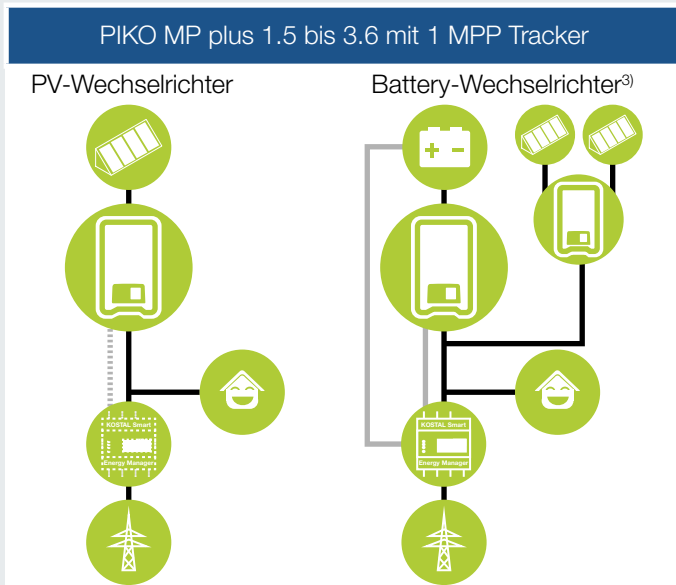 PIKO MP plus 1.5 bis 3.6 mit 1 MPP Tracker
PV-Wechselrichter
Battery-Wechselrichter3)
KOSTAL Smart
Energy Manager
KOSTAL Smart
Energy Manager